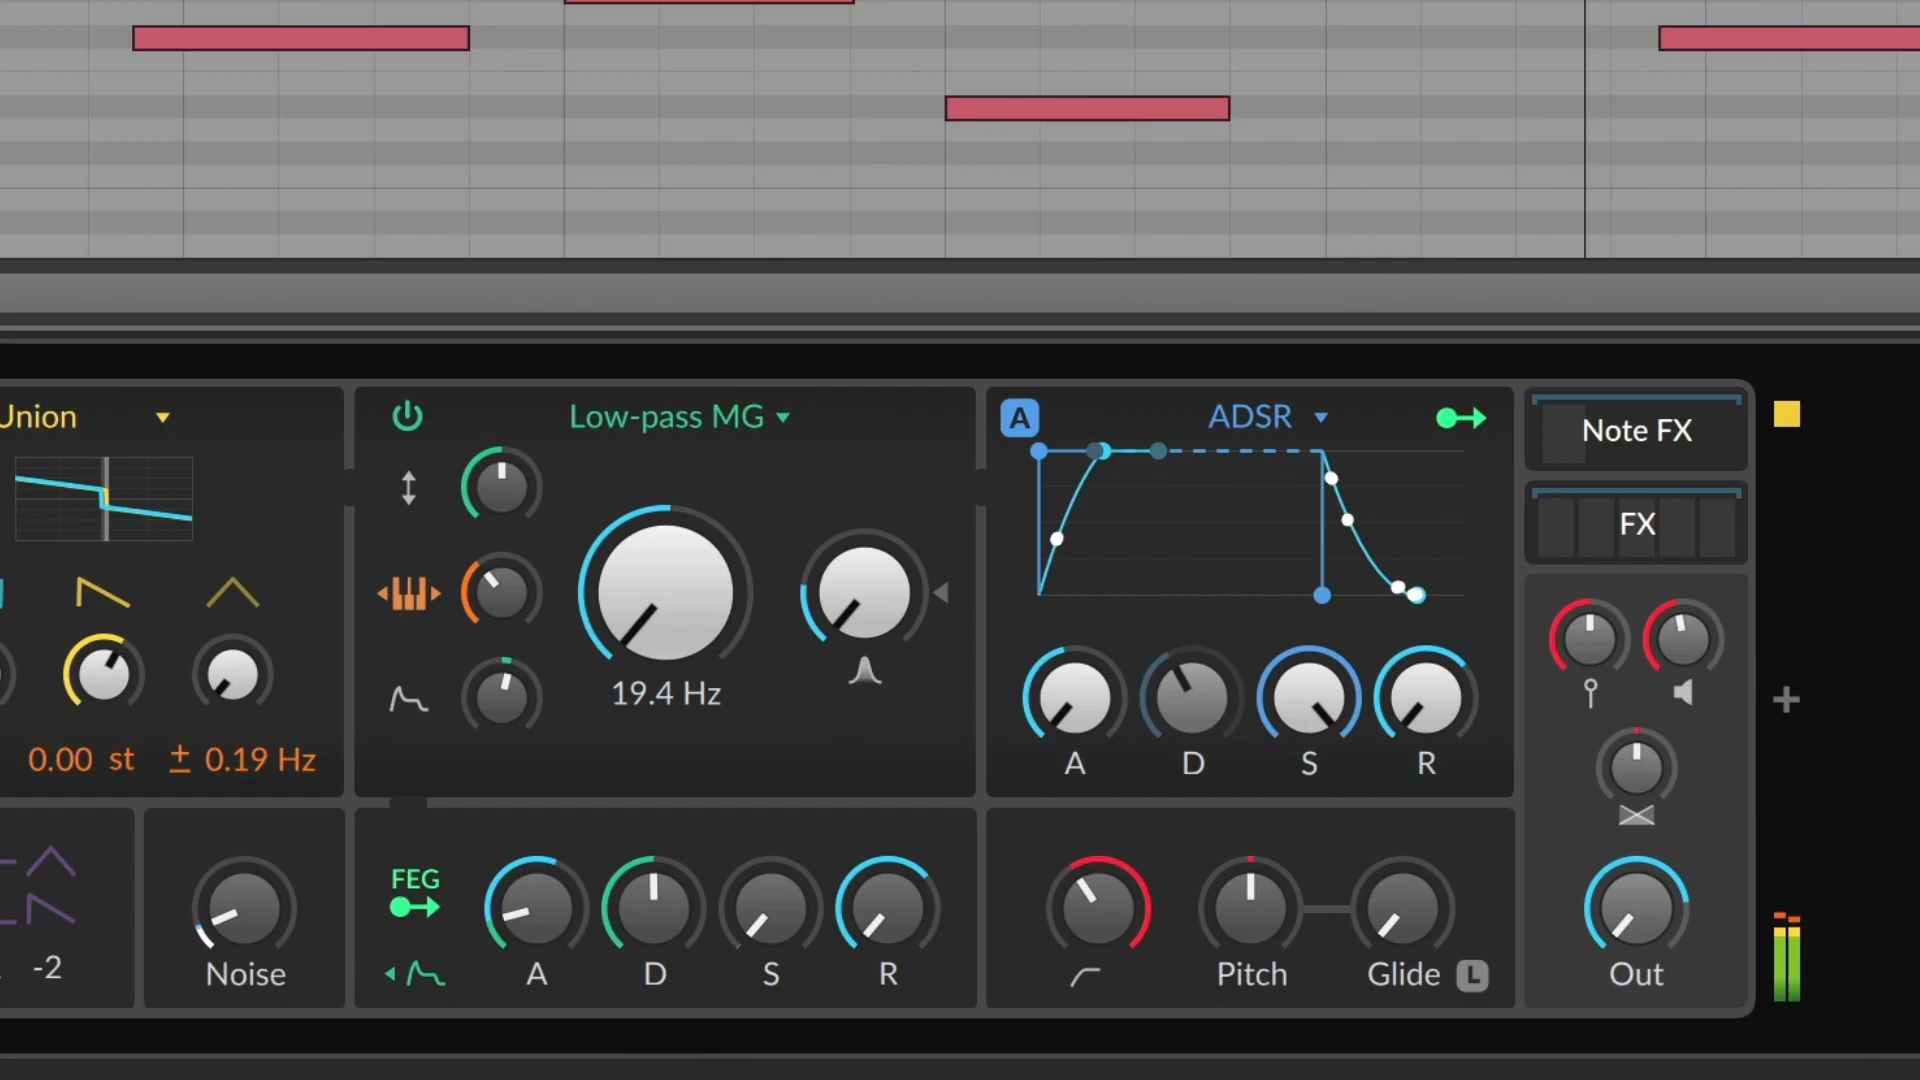 Union
Low-pass MG
A
ADSR
Note FX
FX
19.4 Hz
A
D
S
R
0.00 st
± 0.19 Hz
FEG
-2
Noise
A
D
S
R
Pitch
Glide
L
Out